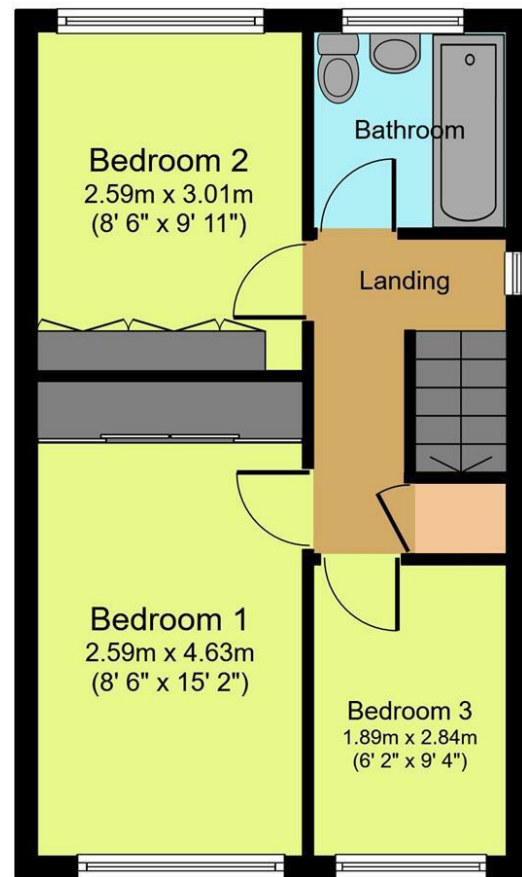 Bedroom 2
2.59m x 3.01m
(8' 6" x 9' 11")
Bathroom
Landing
Bedroom 1
2.59m x 4.63m
(8' 6" x 15' 2")
Bedroom 3
1.89m x 2.84m
(6' 2" x 9' 4")